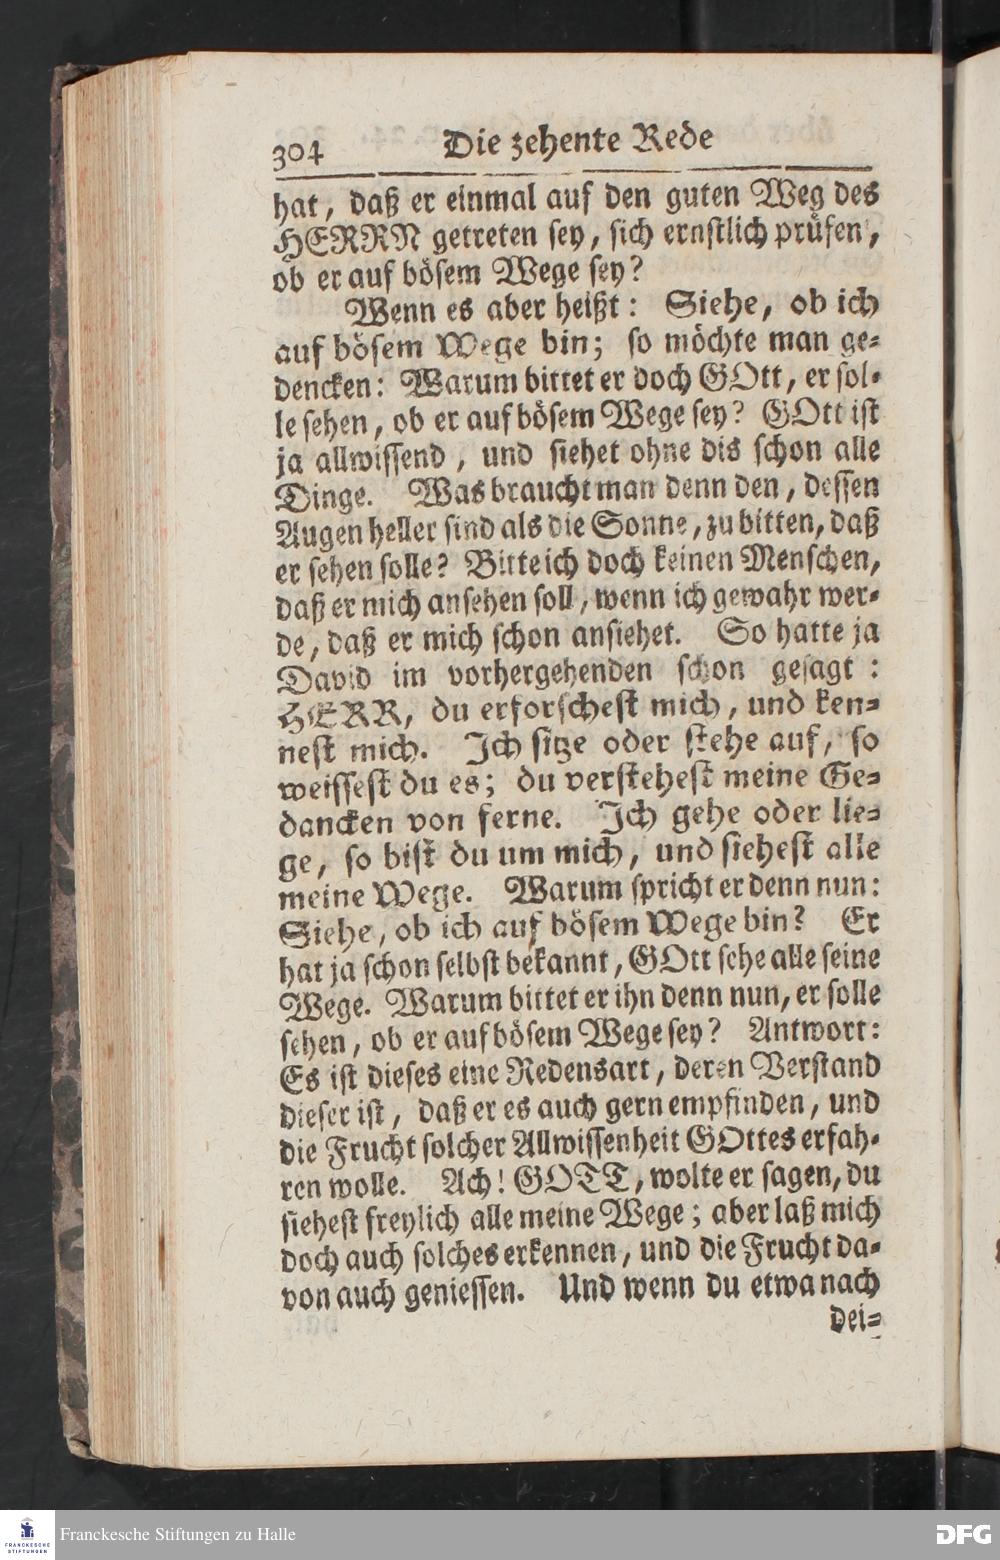 304 Die zehente Rede
hat, daß er einmal auf den guten Weg des
HERRN getreten sey, sich ernstlich prüfen,
ob er auf bösem Wege sey?
Wenn es aber heißt: Siehe, ob ich
auf bösem Wege bin; so möchte man ge-
dencken: Warum bittet er doch GOtt, er sol-
le sehen, ob er auf bösem Wege sey? GOtt ist
ja allwissend, und siehet ohne dis schon alle
Dinge. Was braucht man denn den, dessen
Augen heller sind als die Sonne, zu bitten, daß
er sehen solle? Bitte ich doch keinen Menschen,
daß er mich ansehen soll, wenn ich gewahr wer-
de, daß er mich schon ansiehet. So hatte ja
David im vorhergehenden schon gesagt:
HERR, du erforschest mich, und ken-
nest mich. Ich sitze oder stehe auf, so
weissest du es; du verstehest meine Ge-
dancken von ferne. Ich gehe oder lie-
ge, so bist du um mich, und siehest alle
meine Wege. Warum spricht er denn nun:
Siehe, ob ich auf bösem Wege bin? Er
hat ja schon selbst bekannt, GOtt sehe alle seine
Wege. Warum bittet er ihn denn nun, er solle
sehen, ob er auf bösem Wege sey? Antwort:
Es ist dieses eine Redensart, deren Verstand
dieser ist, daß er es auch gern empfinden, und
die Frucht solcher Allwissenheit GOttes erfah-
ren wolle. Ach! GOTT, wolte er sagen, du
siehest freylich alle meine Wege; aber laß mich
doch auch solches erkennen, und die Frucht da-
von auch geniessen. Und wenn du etwa nach
dei-
FRANCKESCHE
STIFTUNGEN
Franckesche Stiftungen zu Halle
DFG